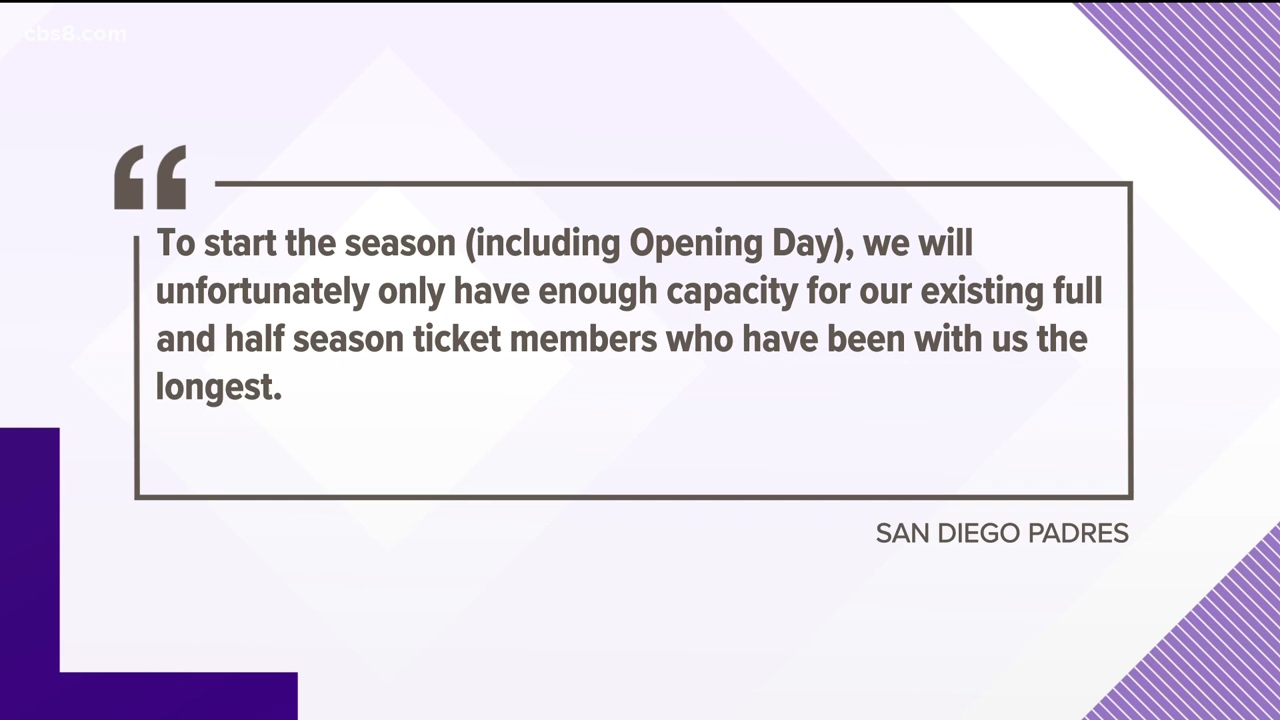 cbs8.com
“
To start the season (including Opening Day), we will
unfortunately only have enough capacity for our existing full
and half season ticket members who have been with us the
longest.
SAN DIEGO PADRES